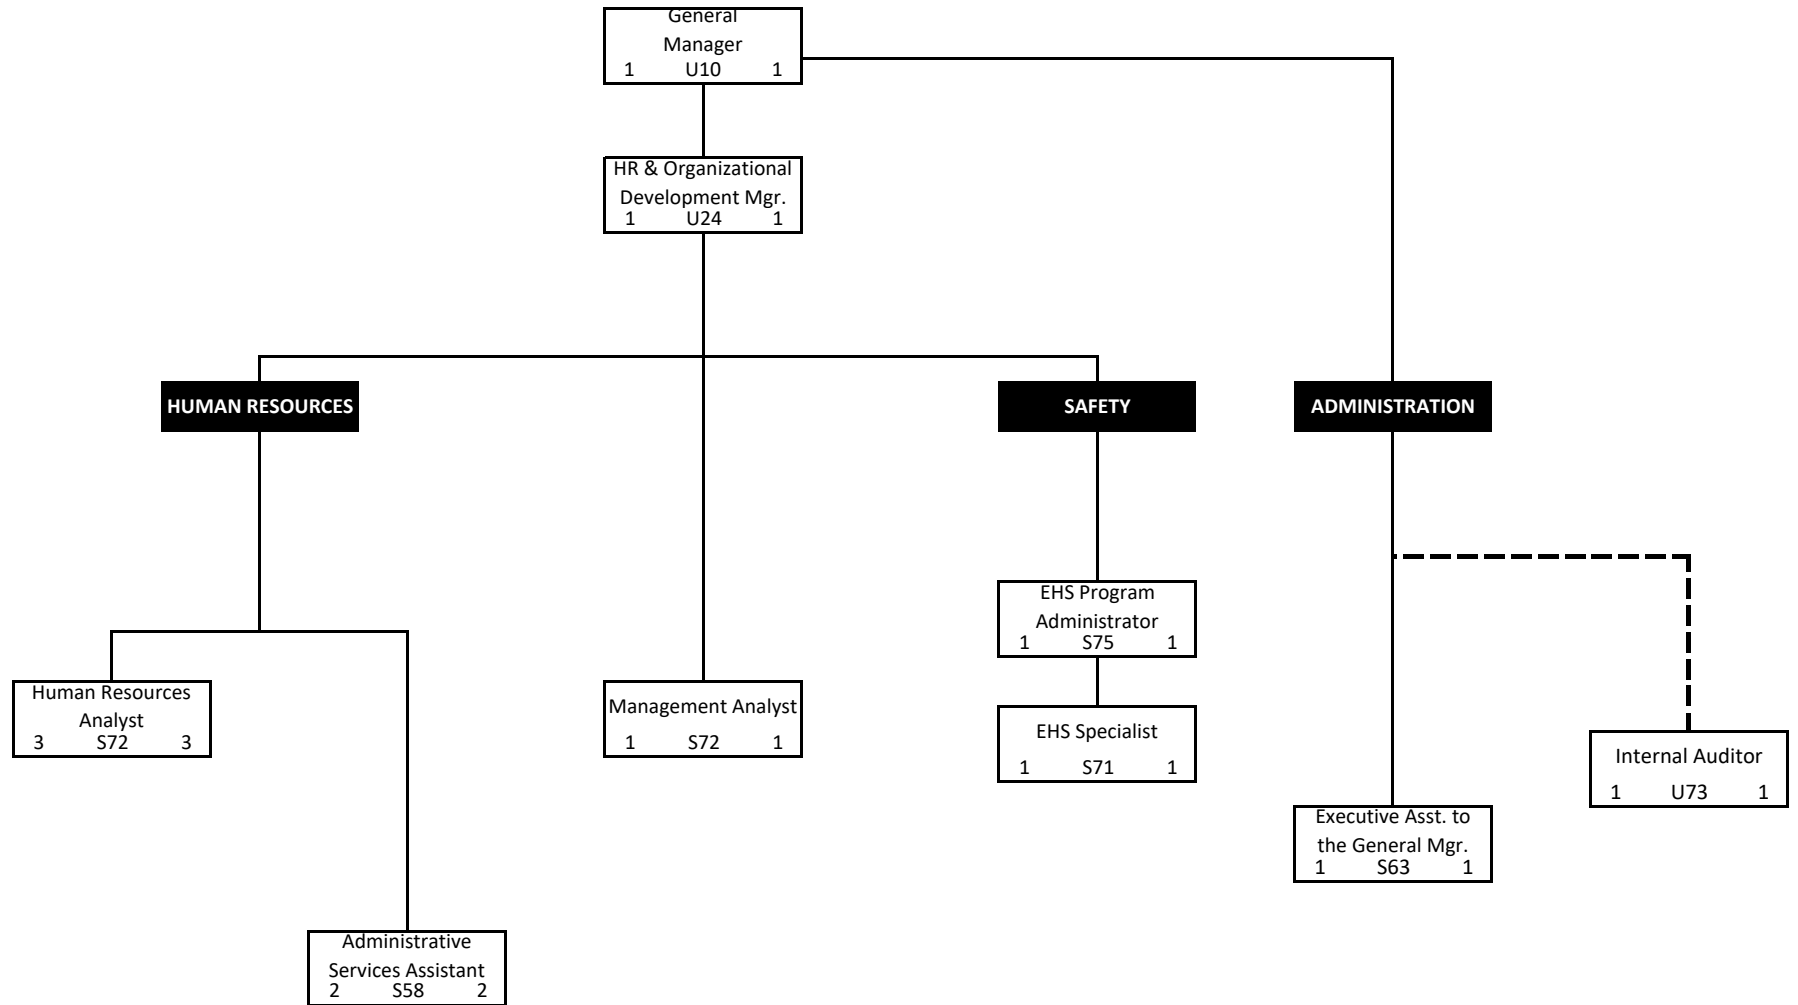 General
Manager
1 U10 1
HR & Organizational
Development Mgr.
1 U24 1
HUMAN RESOURCES
SAFETY
ADMINISTRATION
EHS Program
Administrator
1 S75 1
Human Resources
Analyst
3 S72 3
Management Analyst
1 S72 1
EHS Specialist
1 S71 1
Internal Auditor
1 U73 1
Executive Asst. to
the General Mgr.
1 S63 1
Administrative
Services Assistant
2 S58 2